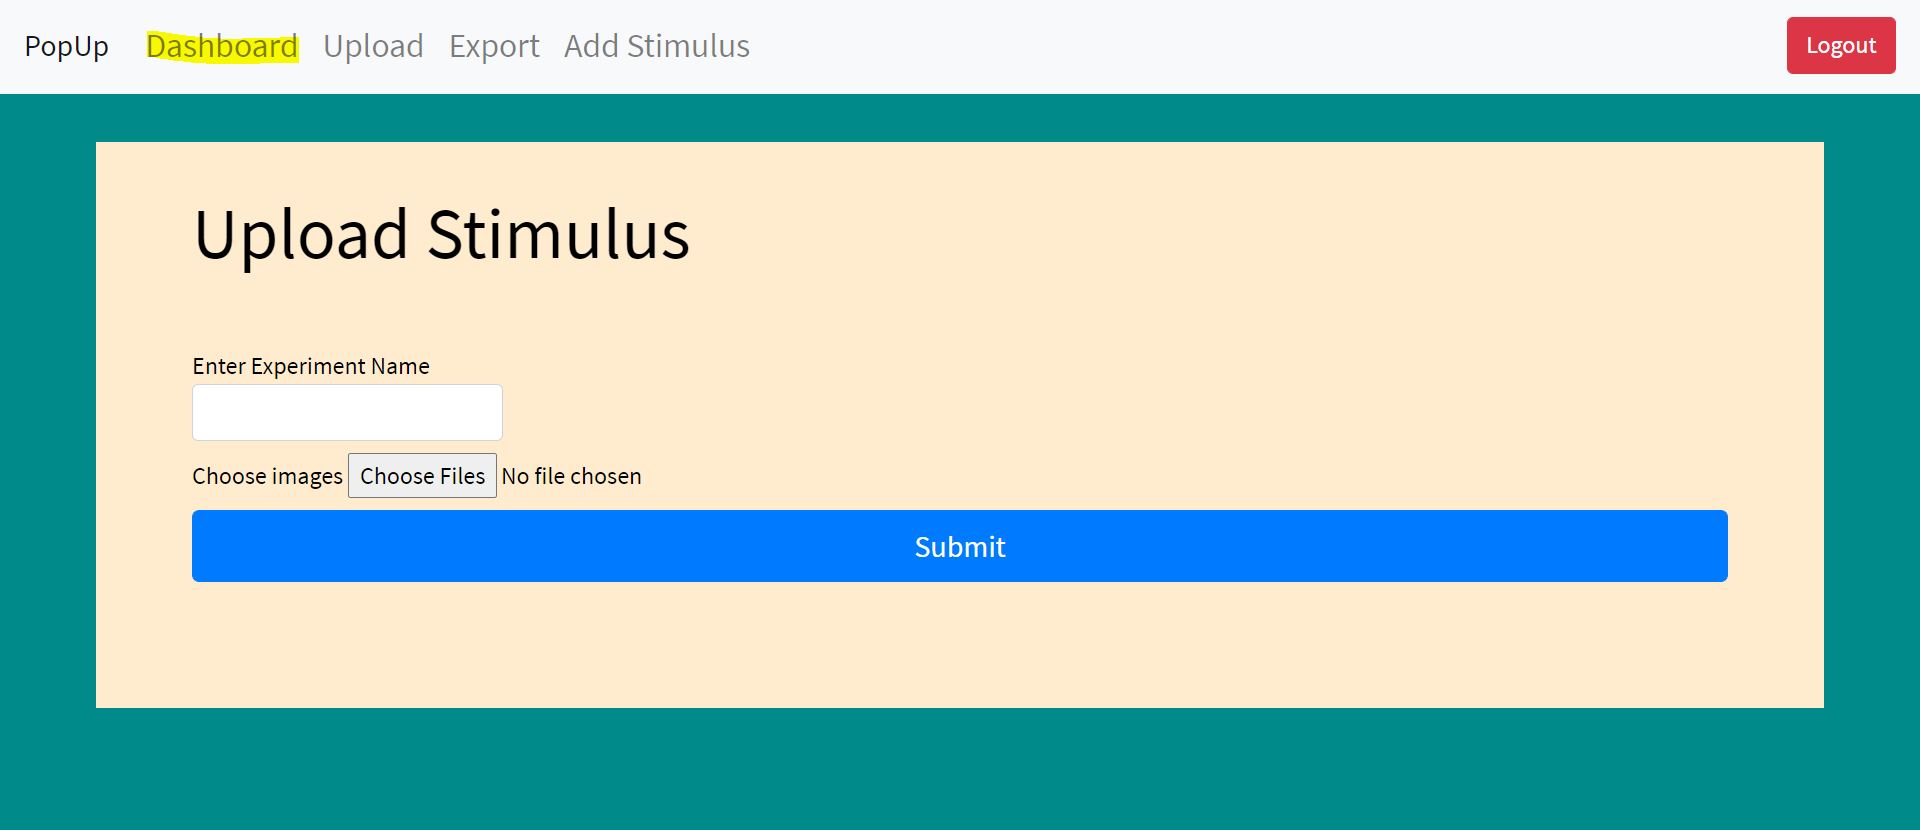 PopUp Dashboard Upload Export Add Stimulus Logout
Upload Stimulus
Enter Experiment Name
Choose images Choose Files No file chosen
Submit